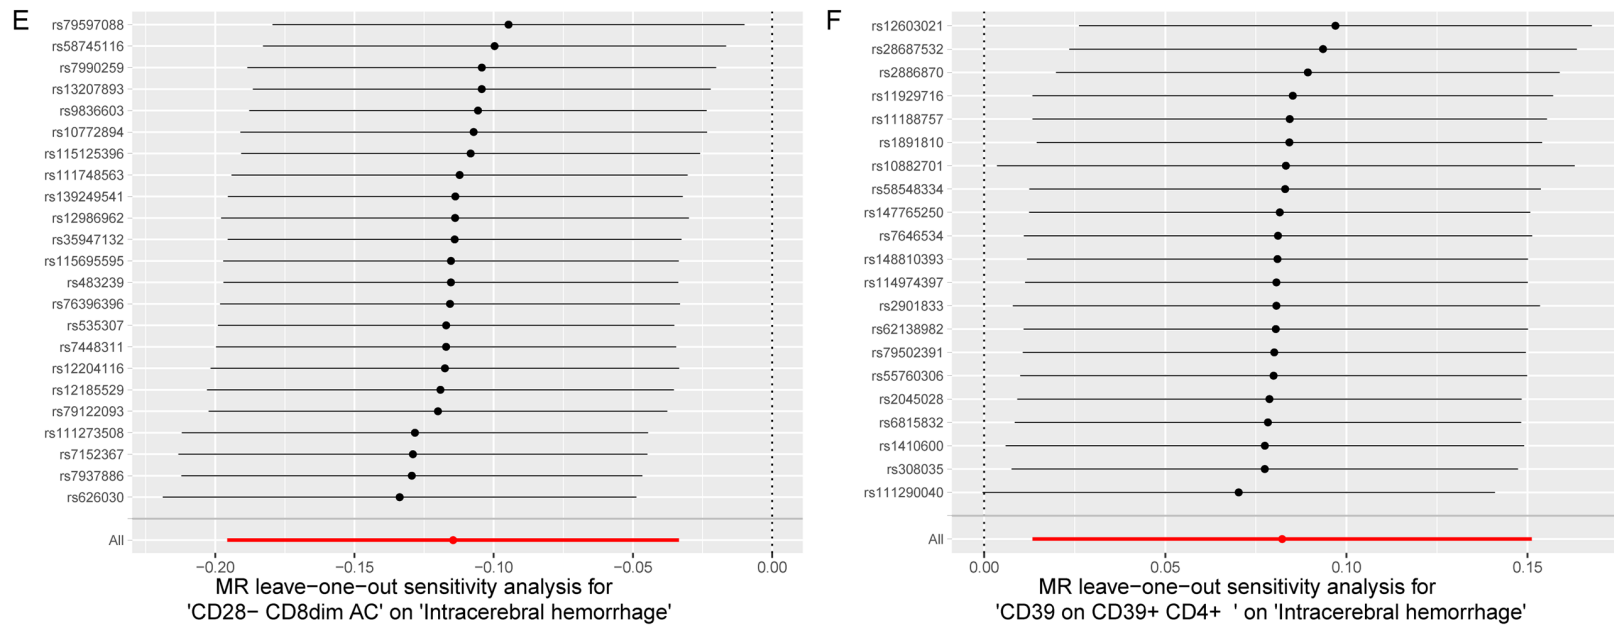 E
rs79597088
rs58745116
rs7990259
rs13207893
rs9836603
rs10772894
rs115125396
rs111748563
rs139249541
rs12986962
rs35947132
rs115695595
rs483239
rs76396396
rs535307
rs7448311
rs12204116
rs12185529
rs79122093
rs111273508
rs7152367
rs7937886
rs626030
All
−0.20 −0.15 −0.10 −0.05 0.00
MR leave−one−out sensitivity analysis for
'CD28− CD8dim AC' on 'Intracerebral hemorrhage'
F
rs12603021
rs28687532
rs2886870
rs11929716
rs11188757
rs1891810
rs10882701
rs58548334
rs147765250
rs7646534
rs148810393
rs114974397
rs2901833
rs62138982
rs79502391
rs55760306
rs2045028
rs6815832
rs1410600
rs308035
rs111290040
All
0.00 0.05 0.10 0.15
MR leave−one−out sensitivity analysis for
'CD39 on CD39+ CD4+  ' on 'Intracerebral hemorrhage'